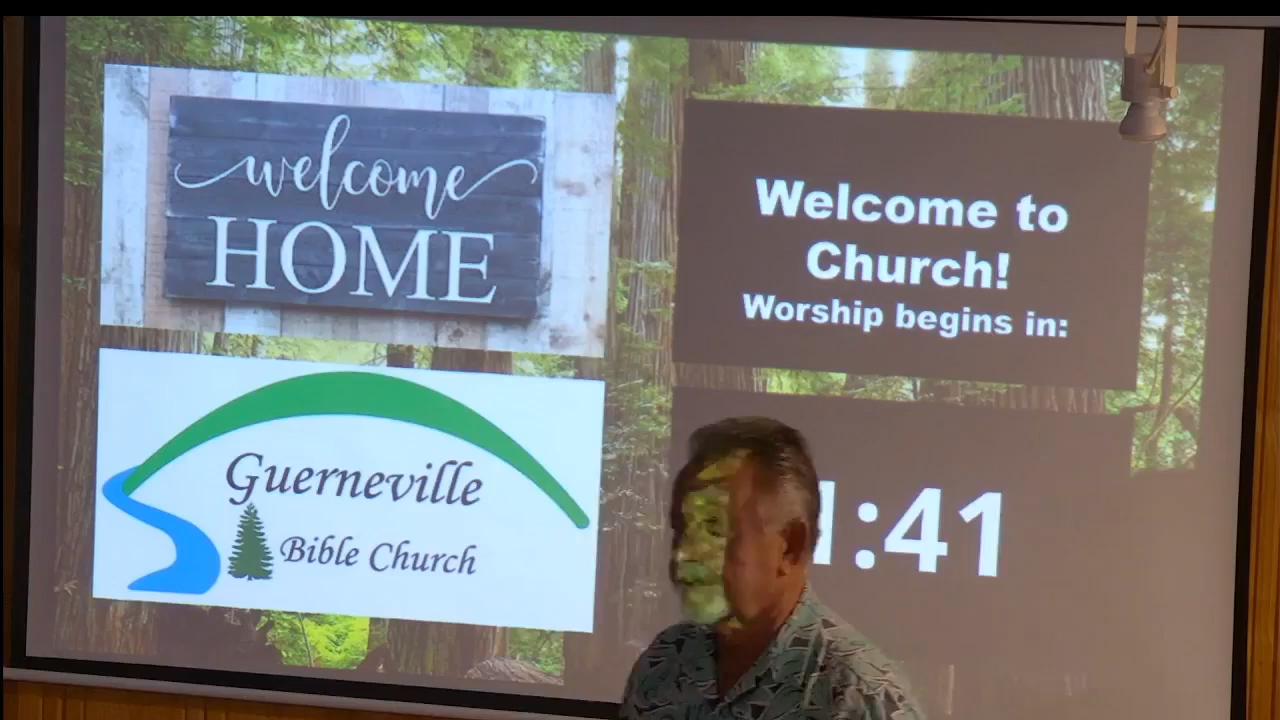 welcome
HOME
Welcome to
Church!
Worship begins in:
Guerneville
Bible Church
:41